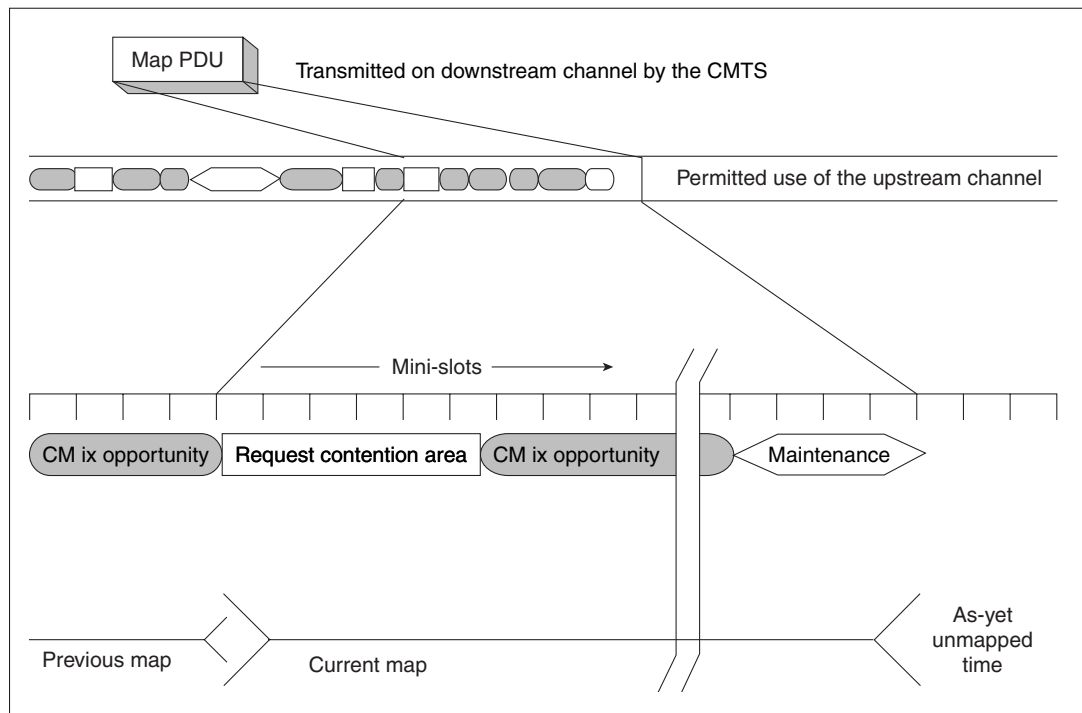 Map PDU
Transmitted on downstream channel by the CMTS
Permitted use of the upstream channel
Mini-slots
CM ix opportunity
Request contention area
CM ix opportunity
Maintenance
Previous map
Current map
As-yet
unmapped
time